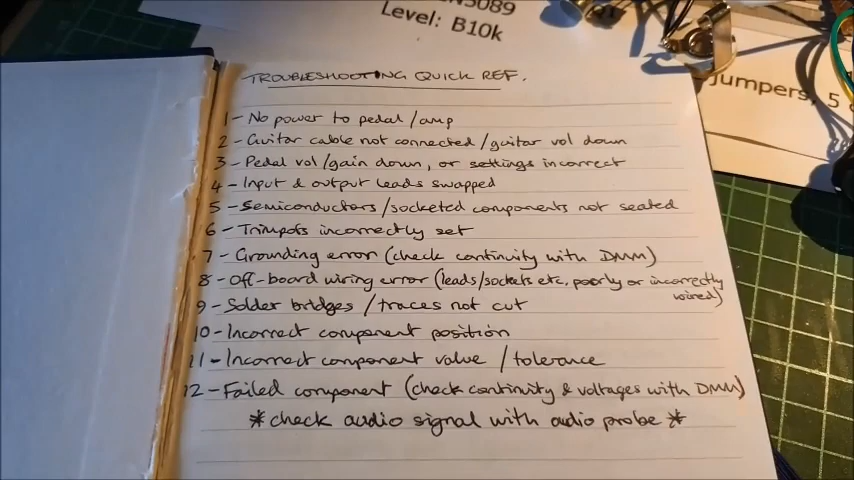 5089
Level: B10k
jumpers, 5
TROUBLESHOOTING QUICK REF.
1 - No power to pedal/amp
2 - Guitar cable not connected/guitar vol down
3 - Pedal vol/gain down, or settings incorrect
4 - Input & output leads swapped
5 - Semiconductors/socketed components not seated
6 - Trimpots incorrectly set
7 - Grounding error (check continuity with DMM)
8 - Off-board wiring error (leads/sockets etc, poorly or incorrectly
wired)
9 - Solder bridges/traces not cut
10 - Incorrect component position
11 - Incorrect component value/tolerance
12 - Failed component (check continuity & voltages with DMM)
*check audio signal with audio probe*